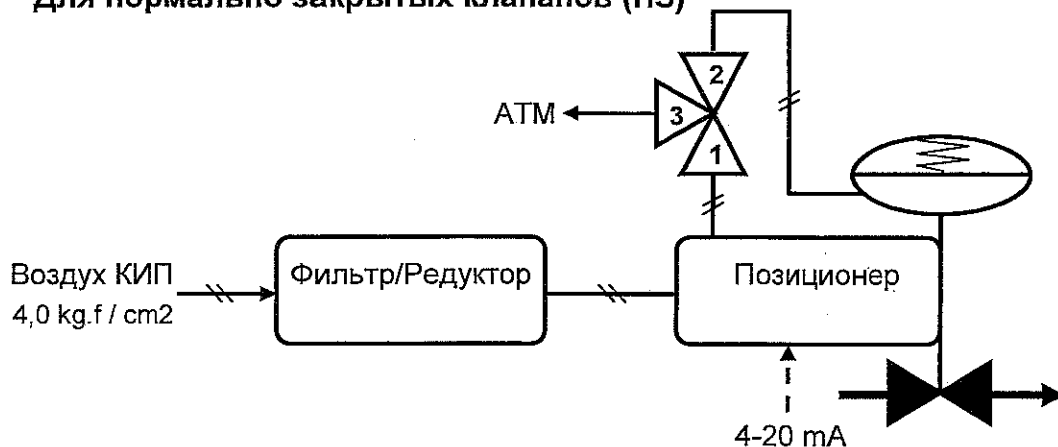 Для нормально закрытых клапанов (НЗ)
2
3
1
АТМ
Воздух КИП
4,0 kg.f / cm2
Фильтр/Редуктор
Позиционер
4-20 mA